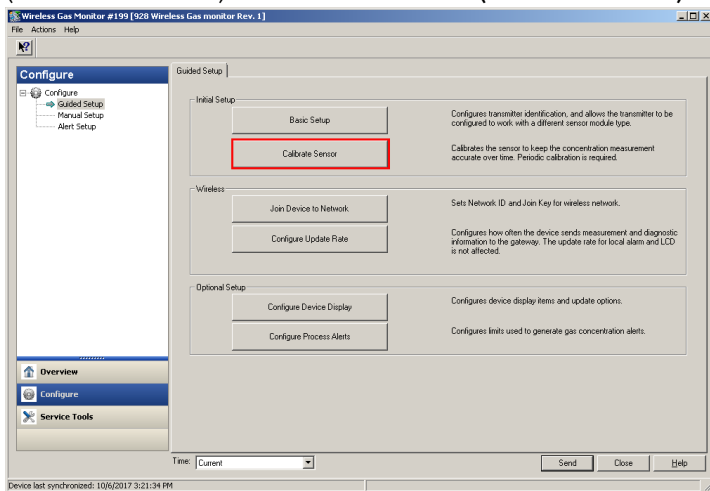 Wireless Gas Monitor #199 [928 Wireless Gas monitor Rev. 1]
File Actions Help
Configure
Configure
Guided Setup
Manual Setup
Alert Setup
Overview
Configure
Service Tools
Guided Setup
Initial Setup
Basic Setup
Configures transmitter identification, and allows the transmitter to be
configured to work with a different sensor module type.
Calibrate Sensor
Calibrates the sensor to keep the concentration measurement
accurate over time. Periodic calibration is required.
Wireless
Join Device to Network
Sets Network ID and Join Key for wireless network.
Configure Update Rate
Configures how often the device sends measurement and diagnostic
information to the gateway. The update rate for local alarm and LCD
is not affected.
Optional Setup
Configure Device Display
Configures device display items and update options.
Configure Process Alerts
Configures limits used to generate gas concentration alerts.
Time: Current
Send Close Help
Device last synchronized: 10/6/2017 3:21:34 PM